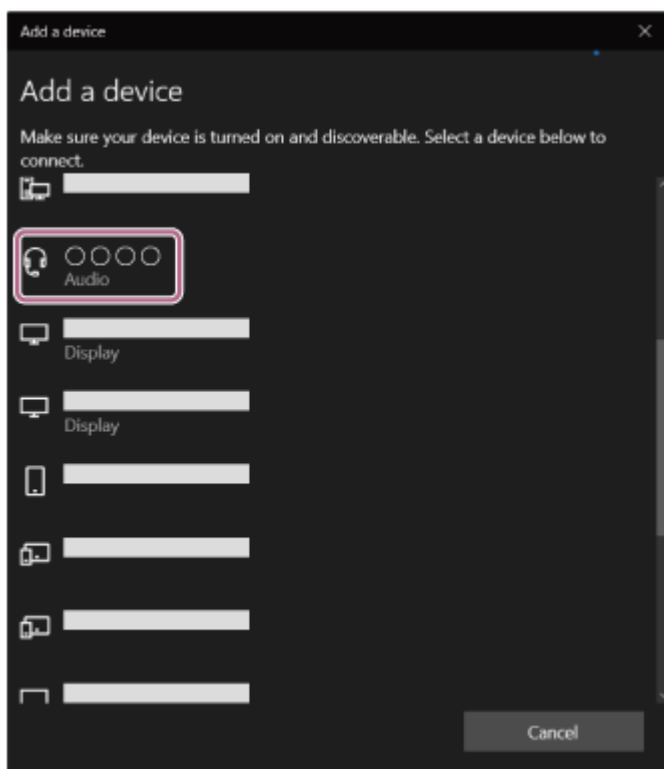 Add a device
Add a device
Make sure your device is turned on and discoverable. Select a device below to
connect.
○○○○
Audio
Display
Display
Cancel